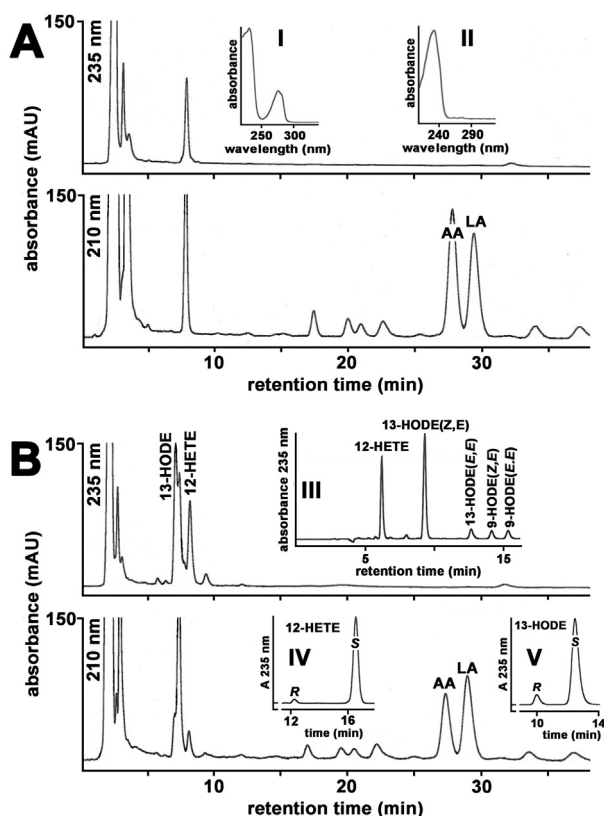 A
150
235 nm
I
absorbance
250 300
wavelength (nm)
II
absorbance
240 290
wavelength (nm)
absorbance (mAU)
150
210 nm
AA LA
10 20 30
retention time (min)
B
150
235 nm
13-HODE
12-HETE
III
absorbance 235 nm
12-HETE
13-HODE(Z,E)
13-HODE(E,E)
9-HODE(Z,E)
9-HODE(E.E)
5 15
retention time (min)
absorbance (mAU)
150
210 nm
12-HETE
IV
A 235 nm
R
S
12 16
time (min)
AA LA
13-HODE
V
A 235 nm
R
S
10 14
time (min)
10 20 30
retention time (min)